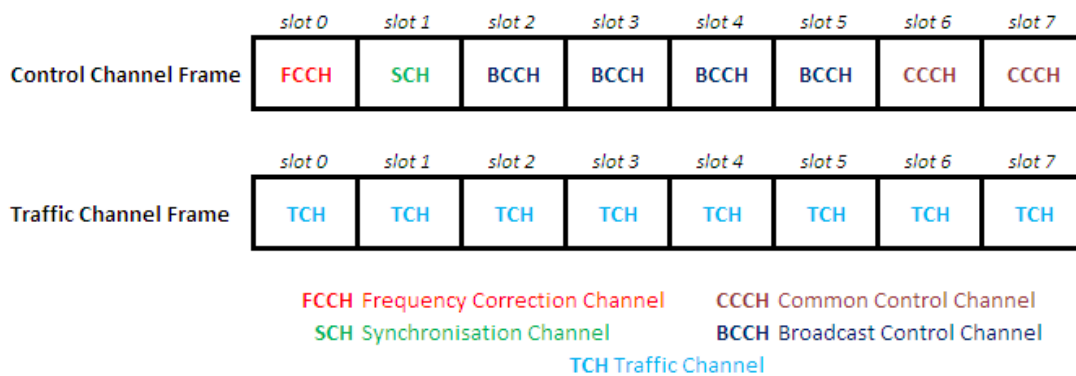 slot 0 slot 1 slot 2 slot 3 slot 4 slot 5 slot 6 slot 7
Control Channel Frame FCCH SCH BCCH BCCH BCCH BCCH CCCH CCCH
slot 0 slot 1 slot 2 slot 3 slot 4 slot 5 slot 6 slot 7
Traffic Channel Frame TCH TCH TCH TCH TCH TCH TCH TCH
FCCH Frequency Correction Channel CCCH Common Control Channel
SCH Synchronisation Channel BCCH Broadcast Control Channel
TCH Traffic Channel